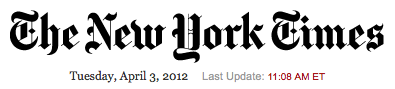 The New York Times
Tuesday, April 3, 2012 Last Update: 11:08 AM ET